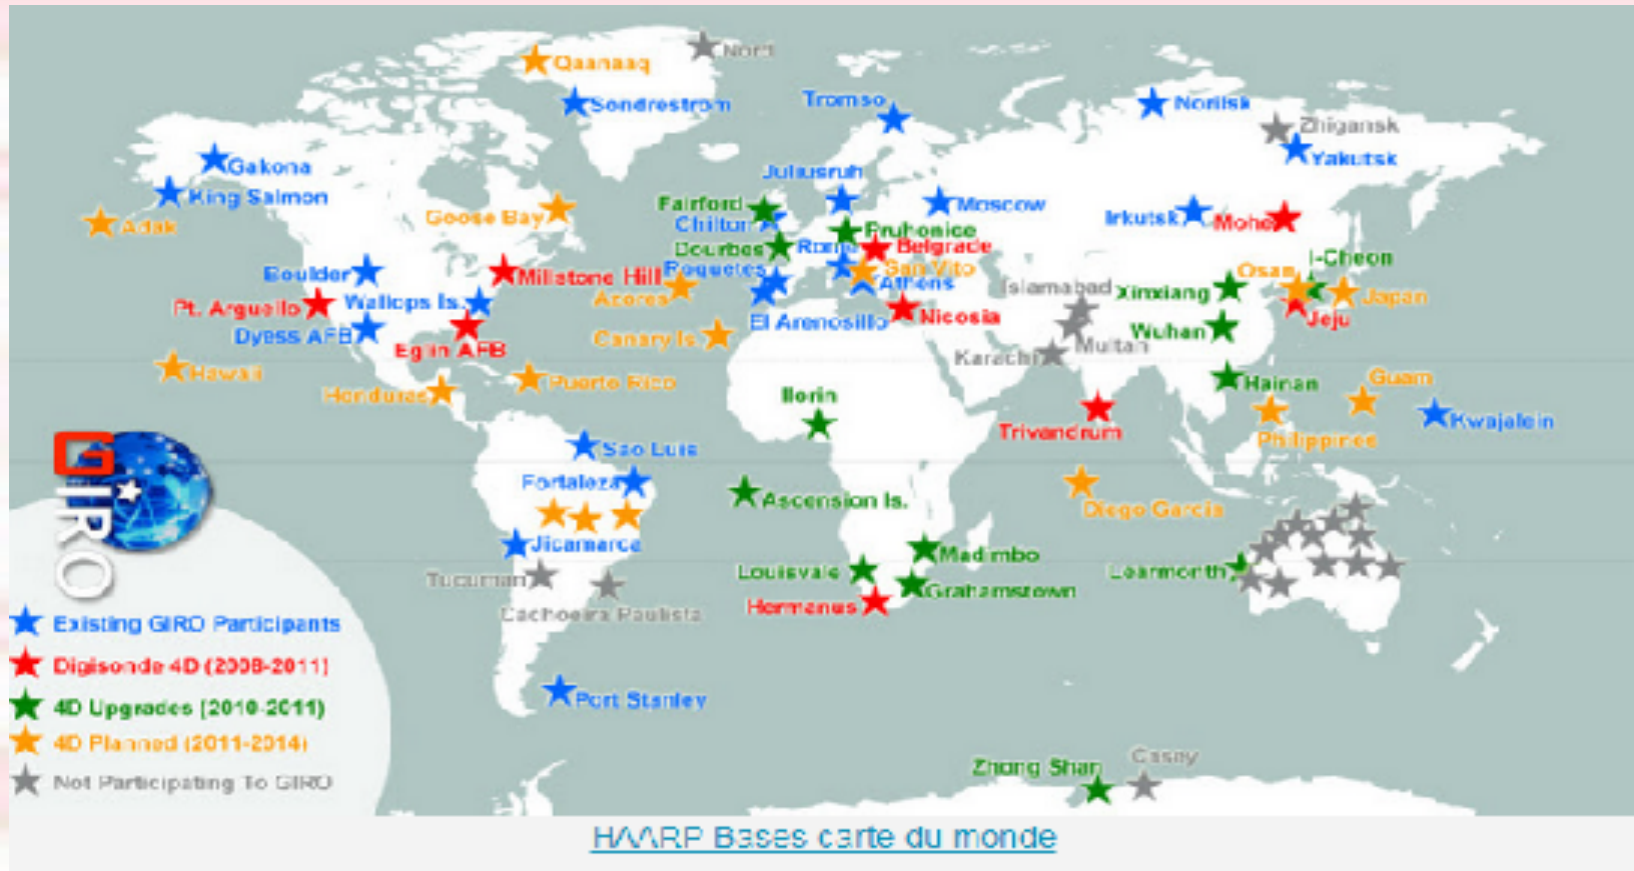 Qaanaaq
Nord
Sondrestrom
Tromso
Norilsk
Zhigansk
Yakutsk
Gakona
King Salmon
Adak
Goose Bay
Juliusruh
Fairford
Chilton
Dourbes
Moscow
Irkutsk
Mohe
Pruhonice
Rome
Belgrade
Boulder
Millstone Hill
Roquetes
San Vito
Athens
Islamabad
Xinxiang
Osan
I-Cheon
Japan
Pt. Arguello
Wallops Is.
Azores
Dyess AFB
Eglin AFB
Canary Is.
El Arenosillo
Nicosia
Multan
Karachi
Wuhan
Jeju
Hawaii
Honduras
Puerto Rico
Ilorin
Trivandrum
Hainan
Guam
Philippines
Kwajalein
Sao Luis
Fortaleza
Ascension Is.
Diego Garcia
Jicamarca
Tucuman
Cachoeira Paulista
Madimbo
Louisvale
Grahamstown
Hermanus
Learmonth
Port Stanley
Zhong Shan
Casey
GIRO
Existing GIRO Participants
Digisonde 4D (2008-2011)
4D Upgrades (2010-2011)
4D Planned (2011-2014)
Not Participating To GIRO
HAARP Bases carte du monde